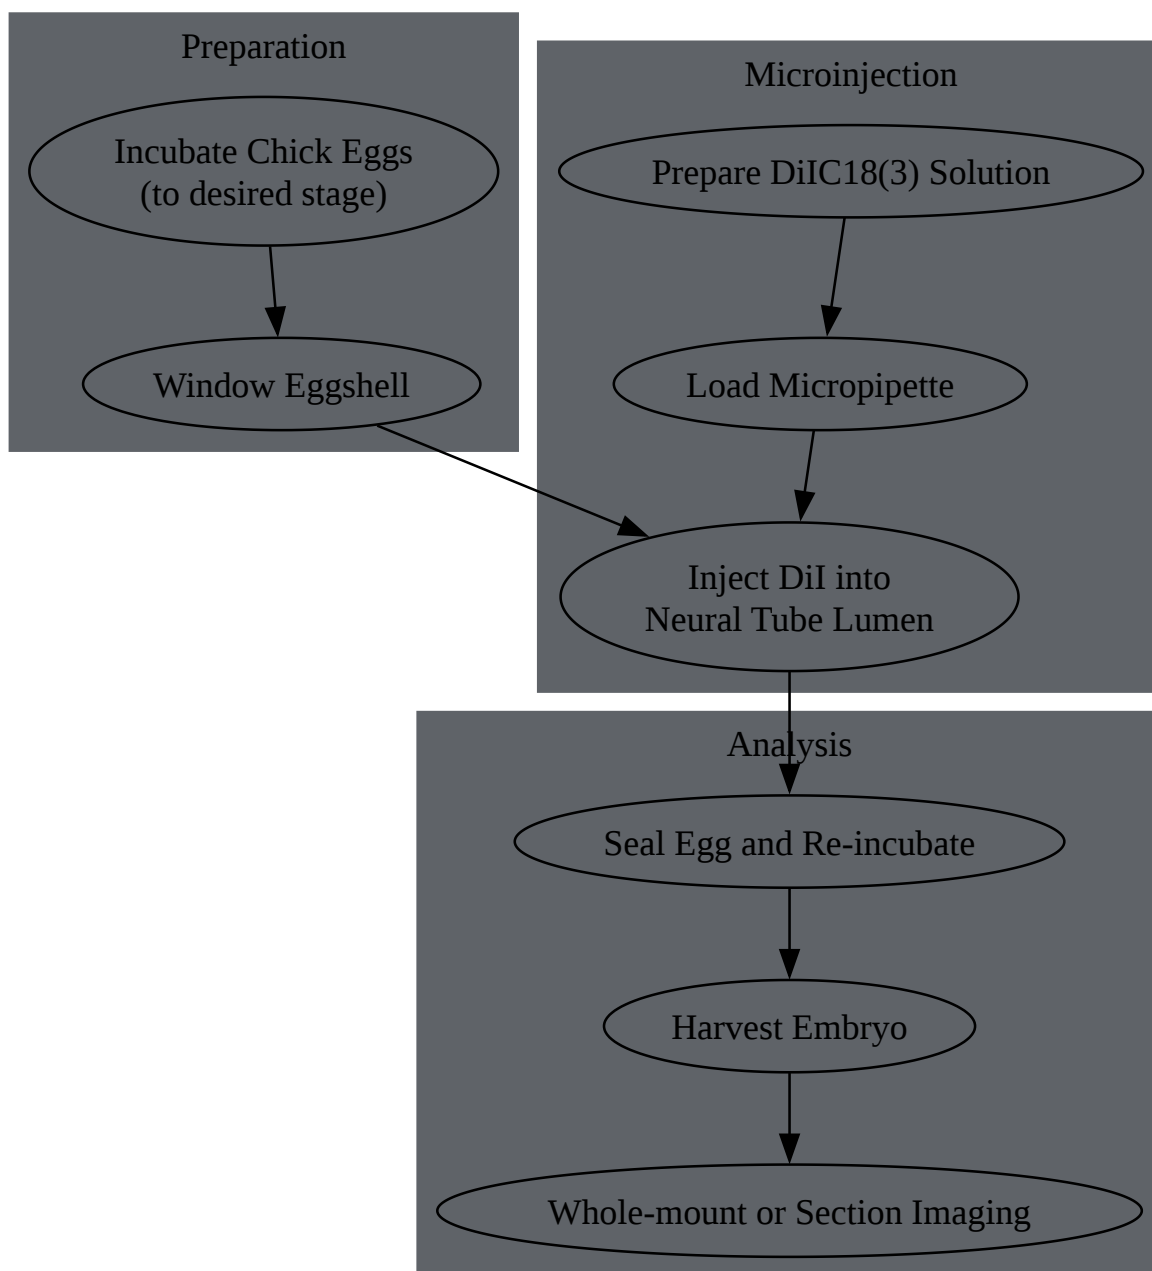 Preparation
Incubate Chick Eggs
(to desired stage)
Window Eggshell
Microinjection
Prepare DiIC18(3) Solution
Load Micropipette
Inject DiI into
Neural Tube Lumen
Analysis
Seal Egg and Re-incubate
Harvest Embryo
Whole-mount or Section Imaging